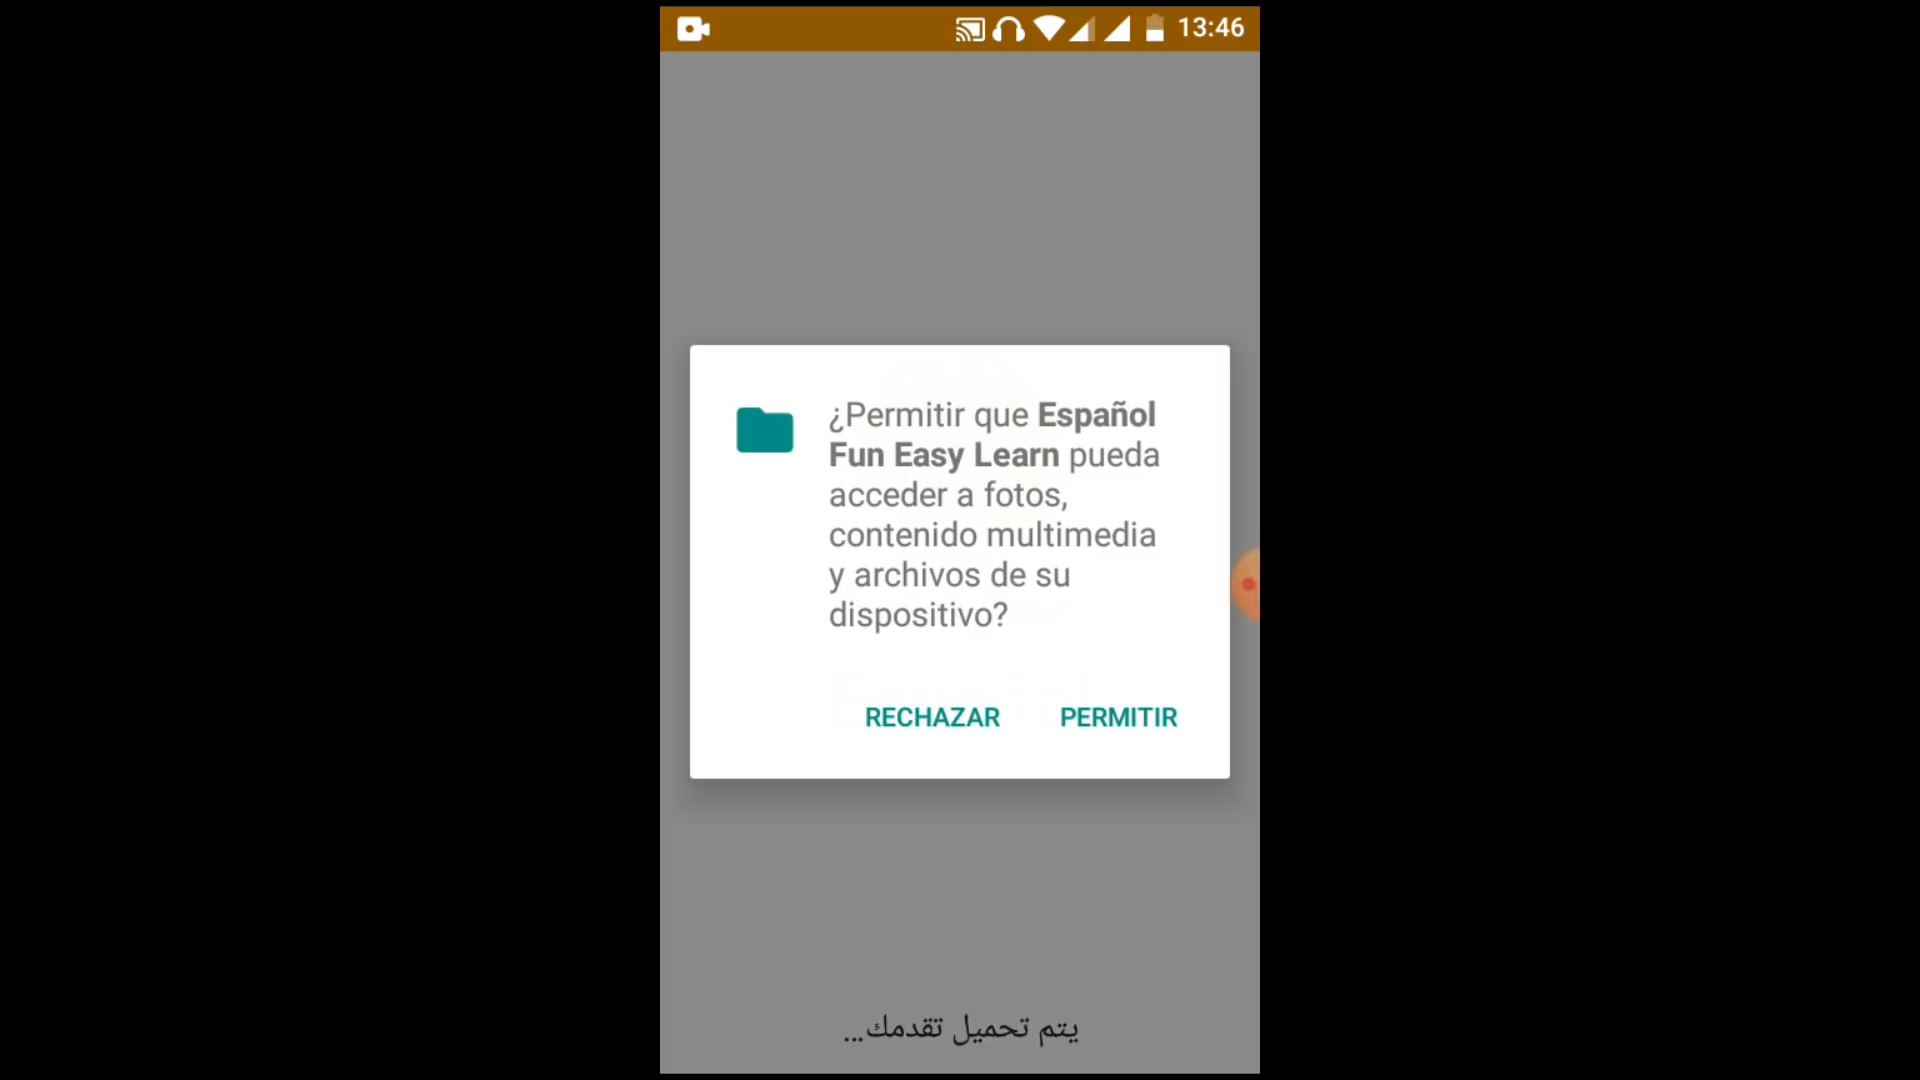 13:46
¿Permitir que Español
Fun Easy Learn pueda
acceder a fotos,
contenido multimedia
y archivos de su
dispositivo?
RECHAZAR PERMITIR
يتم تحميل تقدمك...